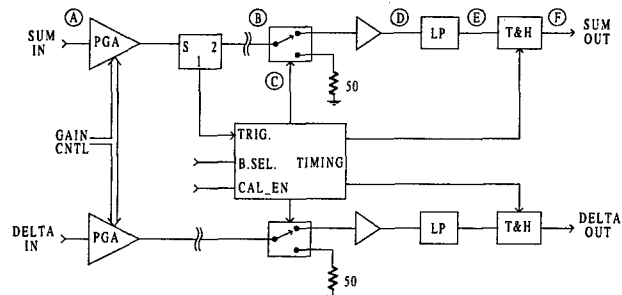 A B D E F
SUM IN PGA S 2 LP T&H SUM OUT
1
C
50
GAIN CNTL
TRIG.
B.SEL. TIMING
CAL_EN
DELTA IN PGA LP T&H DELTA OUT
50